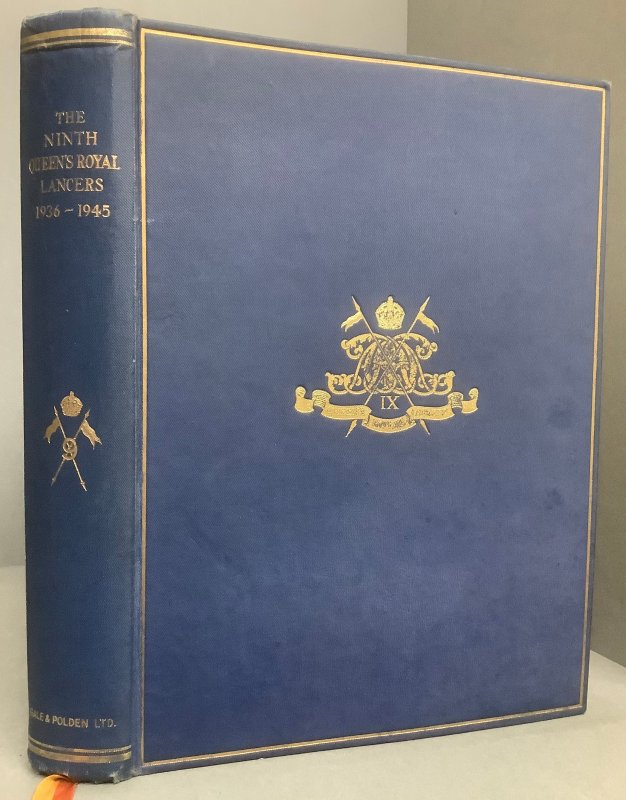 THE
NINTH
QUEEN'S ROYAL
LANCERS
1936 ~ 1945
GALE & POLDEN LTD.
IX